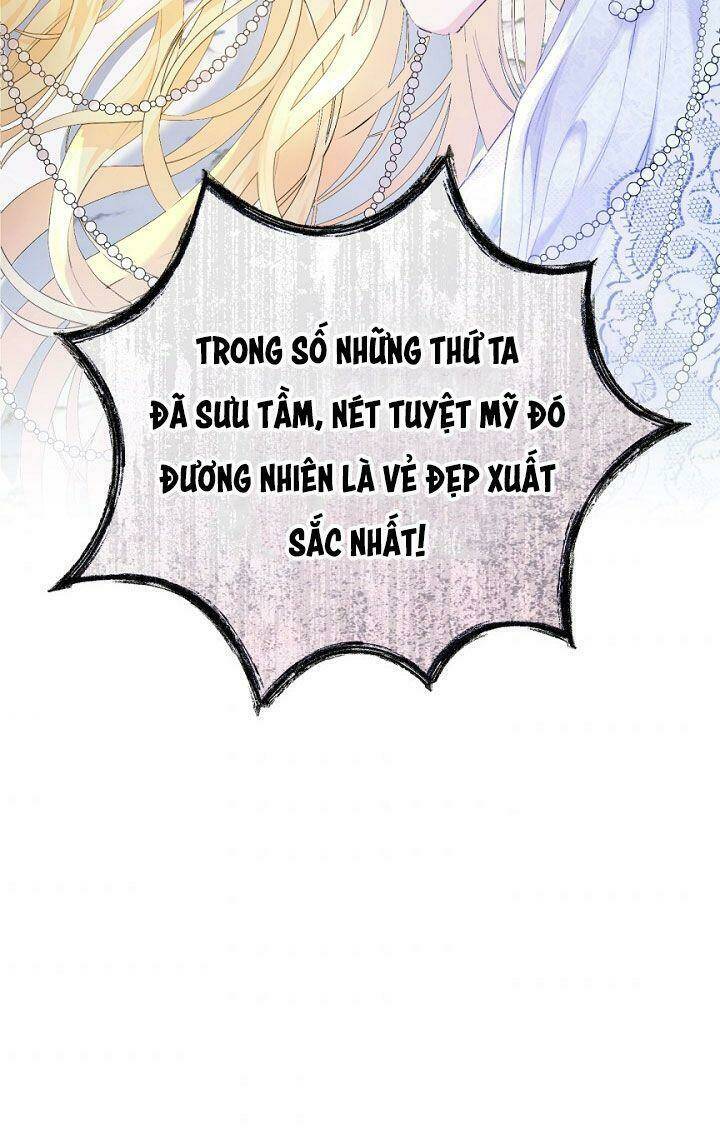 TRONG SỐ NHỮNG THỨ TA
ĐÃ SƯU TẦM, NÉT TUYỆT MỸ ĐÓ
ĐƯƠNG NHIÊN LÀ VẺ ĐẸP XUẤT
SẮC NHẤT!